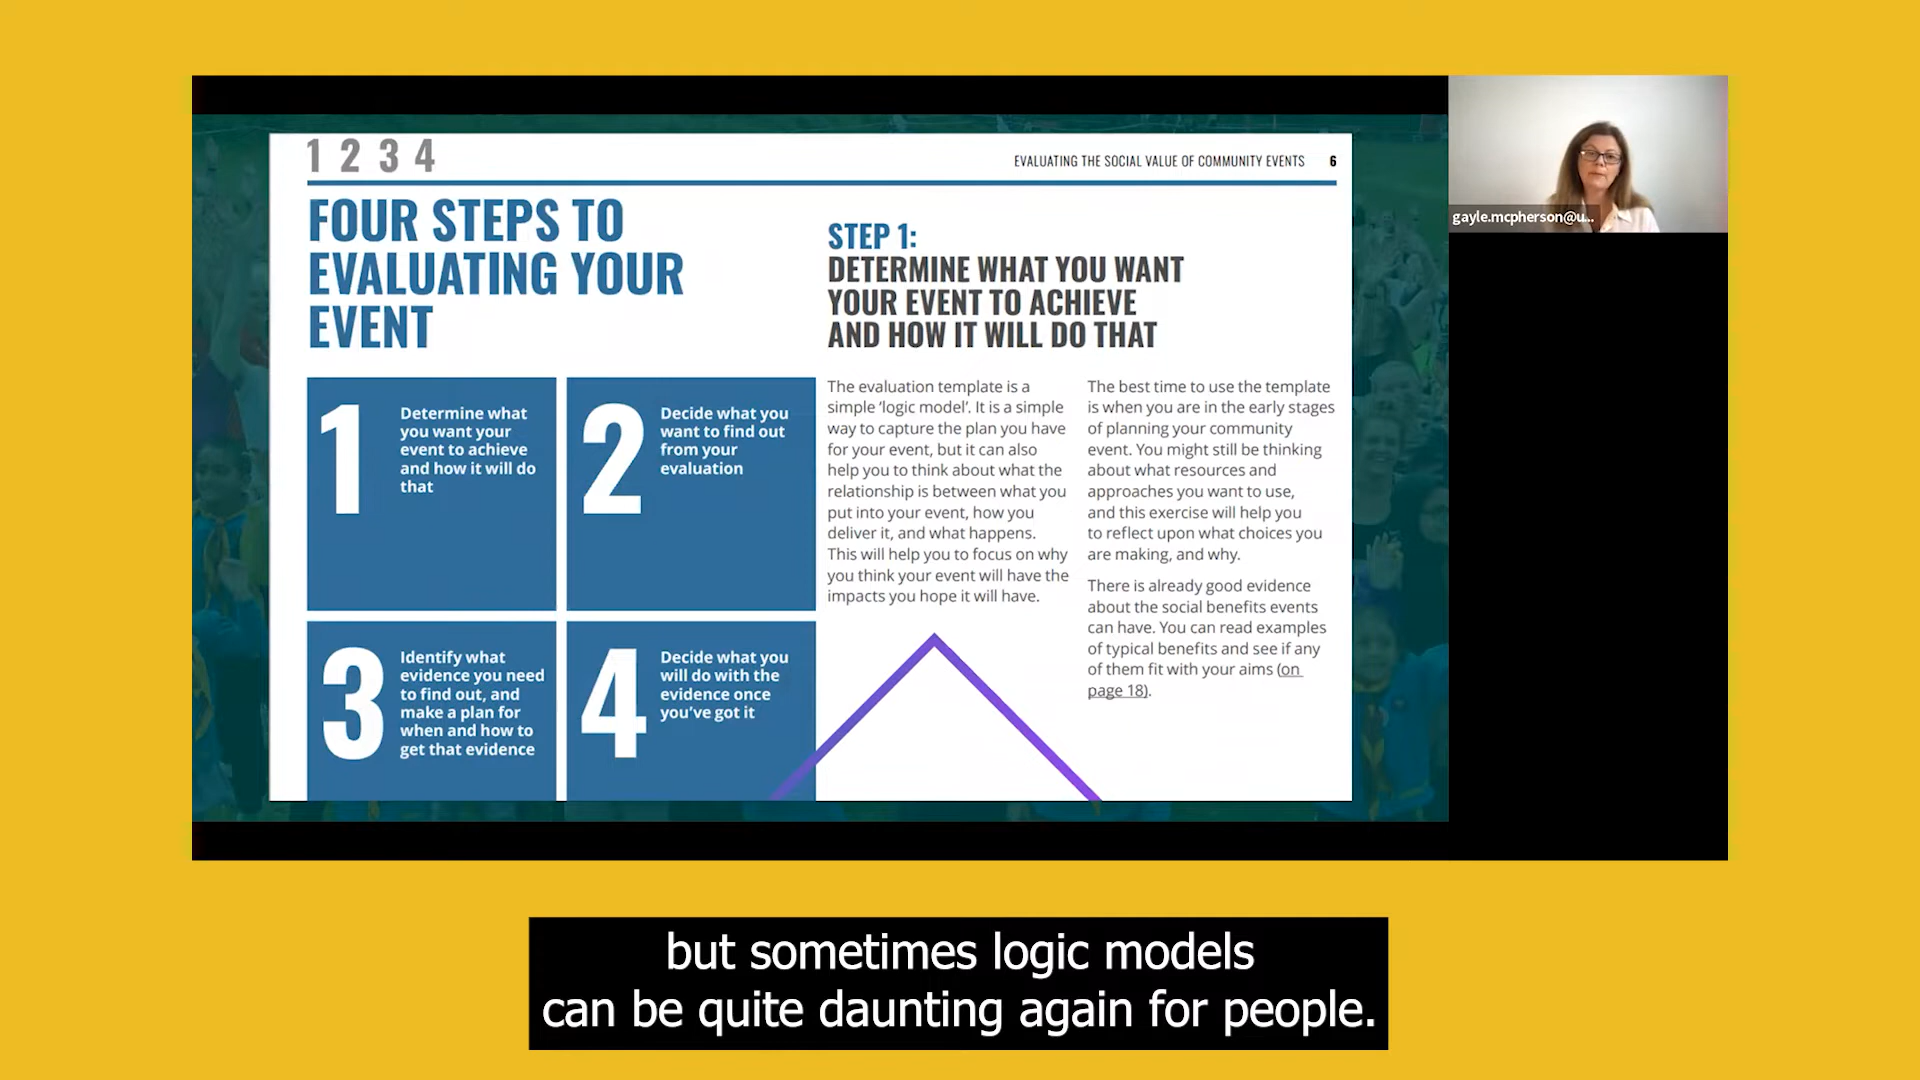 1 2 3 4
EVALUATING THE SOCIAL VALUE OF COMMUNITY EVENTS 6
FOUR STEPS TO
EVALUATING YOUR
EVENT
1
Determine what
you want your
event to achieve
and how it will do
that
2
Decide what you
want to find out
from your
evaluation
3
Identify what
evidence you need
to find out, and
make a plan for
when and how to
get that evidence
4
Decide what you
will do with the
evidence once
you've got it
STEP 1:
DETERMINE WHAT YOU WANT
YOUR EVENT TO ACHIEVE
AND HOW IT WILL DO THAT
The evaluation template is a
simple ‘logic model’. It is a simple
way to capture the plan you have
for your event, but it can also
help you to think about what the
relationship is between what you
put into your event, how you
deliver it, and what happens.
This will help you to focus on why
you think your event will have the
impacts you hope it will have.
The best time to use the template
is when you are in the early stages
of planning your community
event. You might still be thinking
about what resources and
approaches you want to use,
and this exercise will help you
to reflect upon what choices you
are making, and why.
There is already good evidence
about the social benefits events
can have. You can read examples
of typical benefits and see if any
of them fit with your aims (on
page 18).
gayle.mcpherson@u...
but sometimes logic models
can be quite daunting again for people.